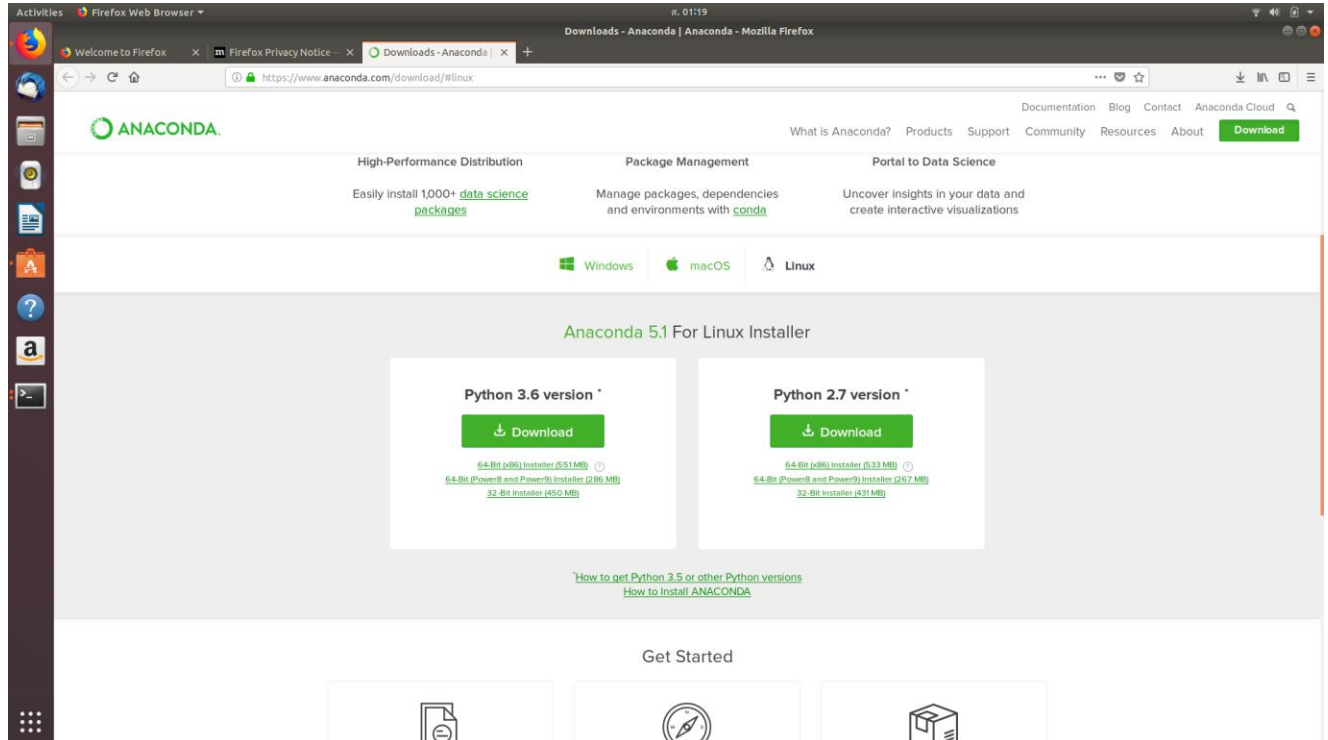 Activities Firefox Web Browser ส. 01:19
Downloads - Anaconda | Anaconda - Mozilla Firefox
Welcome to Firefox Firefox Privacy Notice — Downloads - Anaconda |
https://www.anaconda.com/download/#linux
Documentation Blog Contact Anaconda Cloud
ANACONDA.
What is Anaconda? Products Support Community Resources About Download
High-Performance Distribution Package Management Portal to Data Science
Easily install 1,000+ data science Manage packages, dependencies Uncover insights in your data and
packages and environments with conda create interactive visualizations
Windows macOS Linux
Anaconda 5.1 For Linux Installer
Python 3.6 version *
Download
64-Bit (x86) Installer (551 MB) ?
64-Bit (Power8 and Power9) Installer (286 MB)
32-Bit Installer (450 MB)
Python 2.7 version *
Download
64-Bit (x86) Installer (533 MB) ?
64-Bit (Power8 and Power9) Installer (267 MB)
32-Bit Installer (431 MB)
*How to get Python 3.5 or other Python versions
How to Install ANACONDA
Get Started